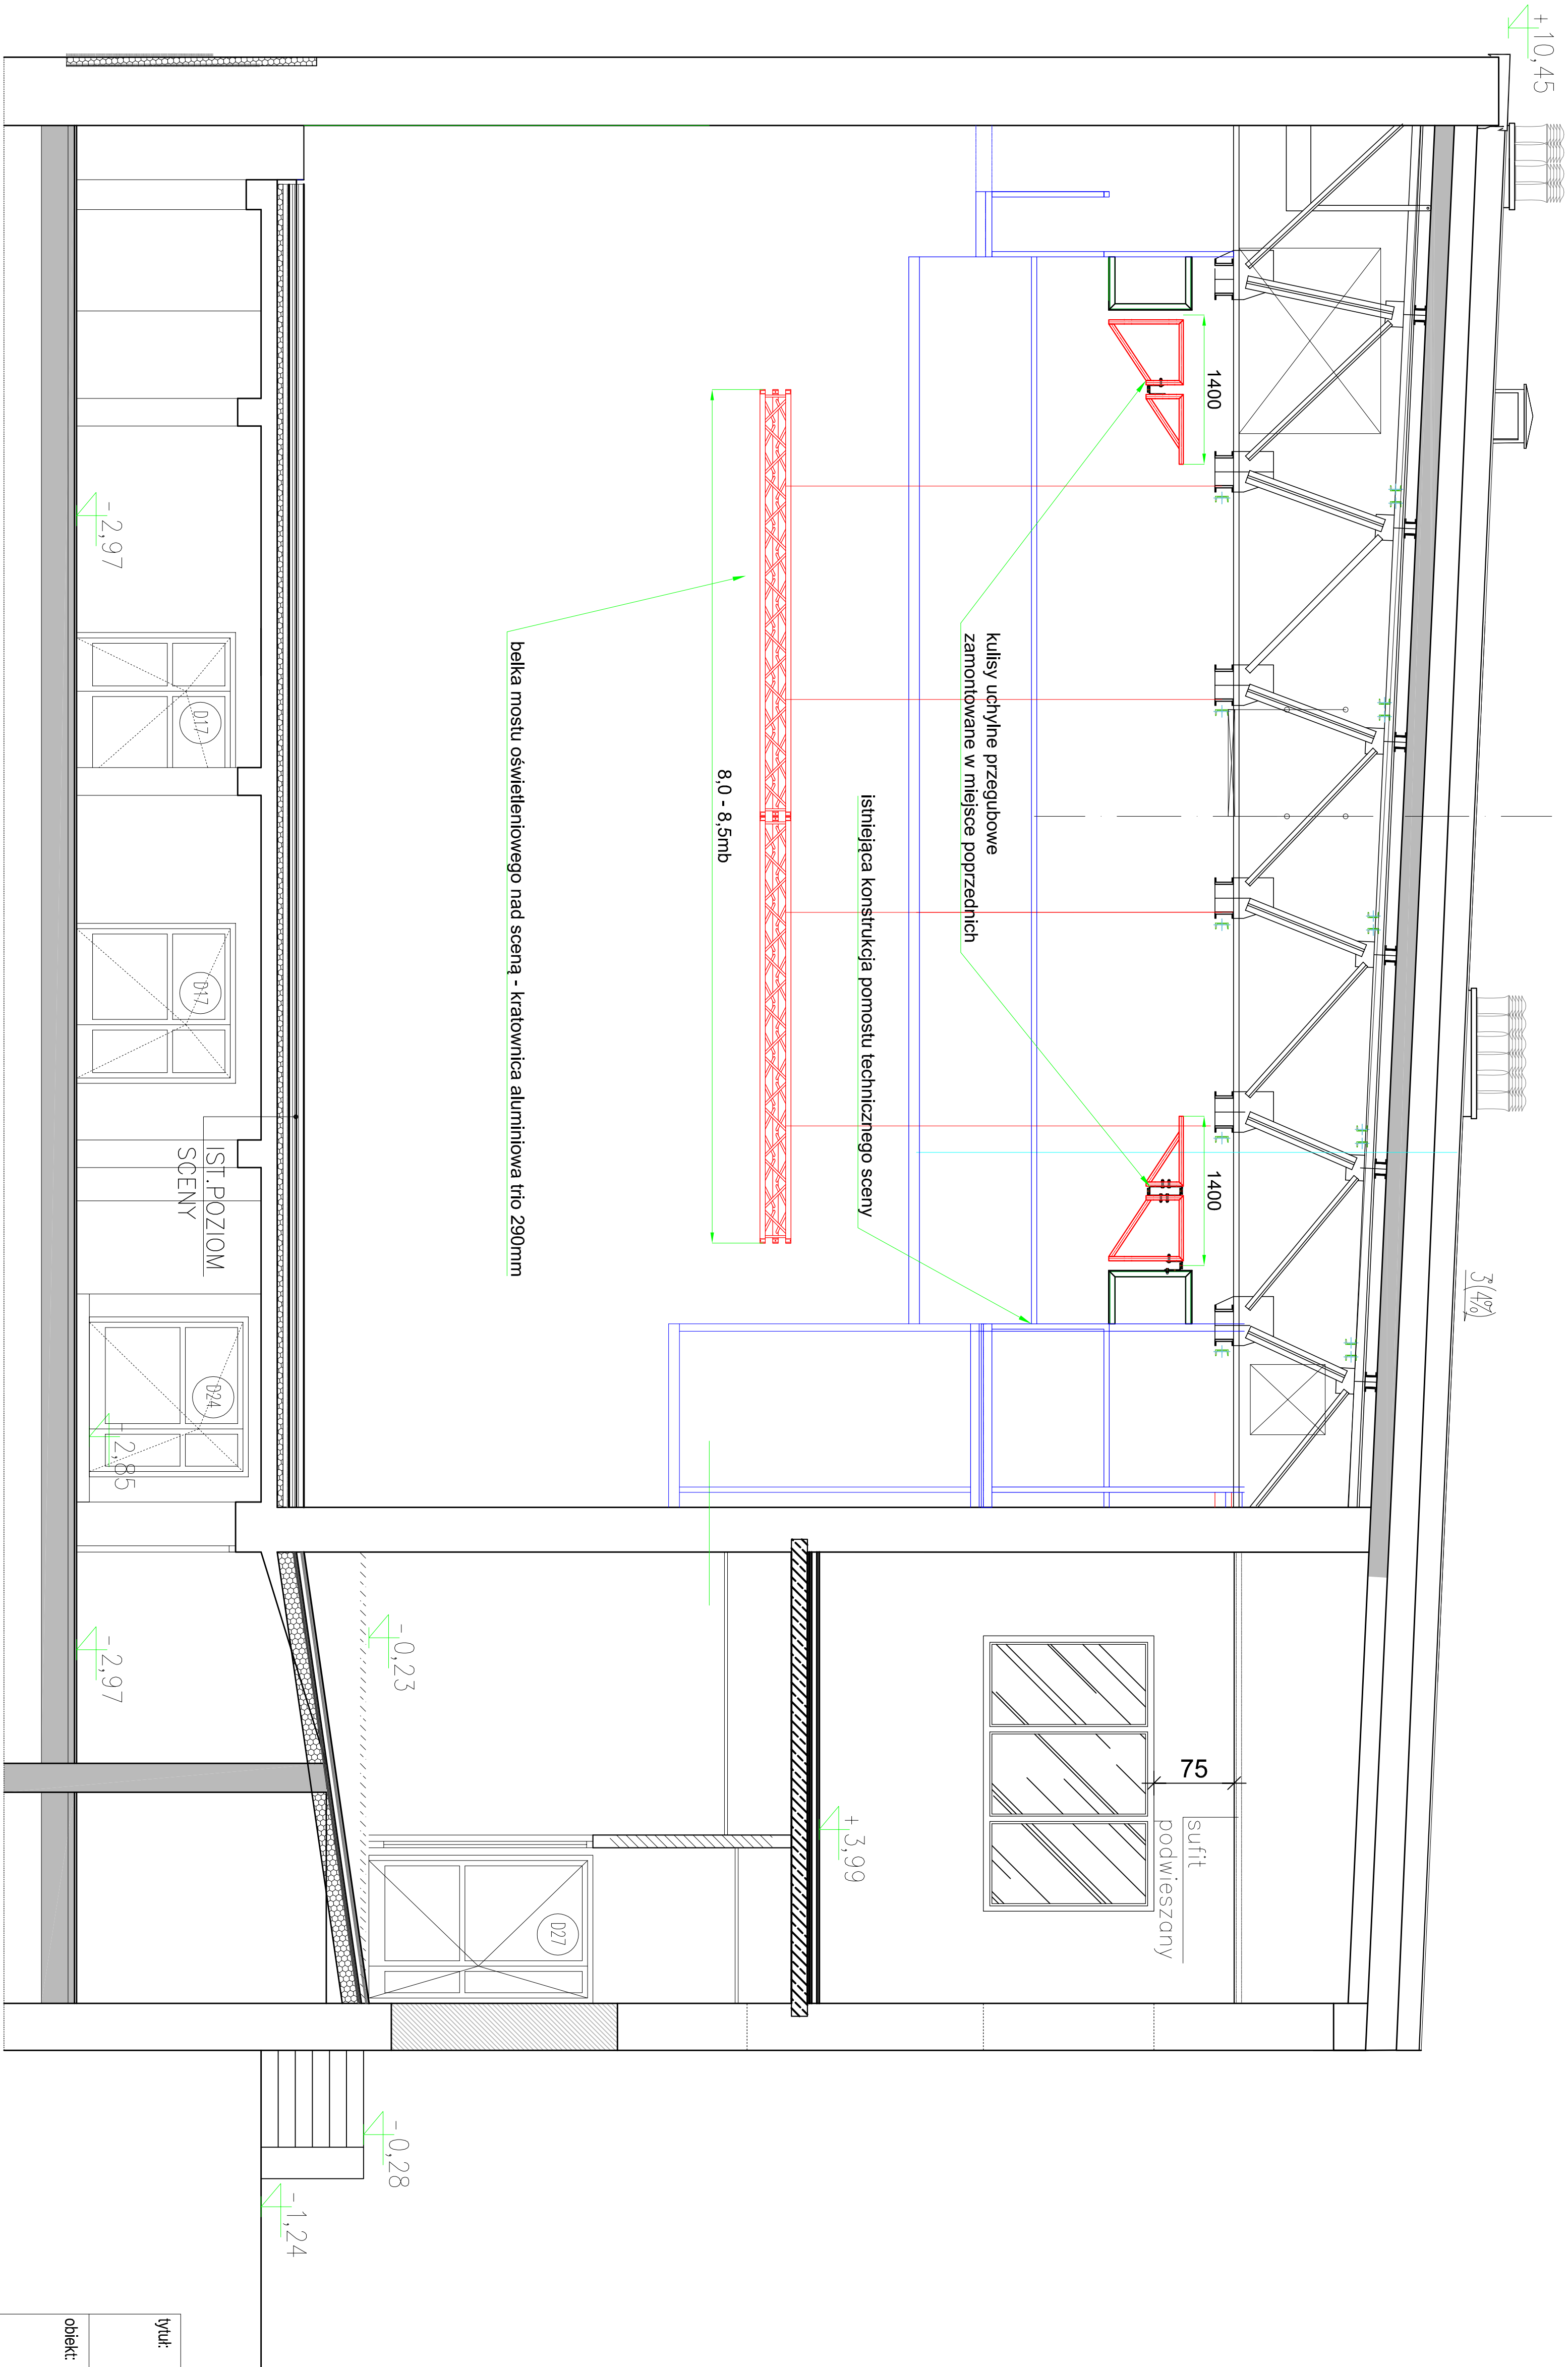 +10,45
3°(4%)
1400
1400
kulisy uchylne przegubowe
zamontowane w miejsce poprzednich
istniejąca konstrukcja pomostu technicznego sceny
8,0 - 8,5mb
belka mostu oświetleniowego nad sceną - kratownica aluminiowa trio 290mm
75
sufit
podwieszany
+3,99
-0,23
D27
IST.POZIOM
SCENY
-2,97
D17
D17
D24
-2,85
-2,97
-0,28
-1,24
tytuł:
obiekt: